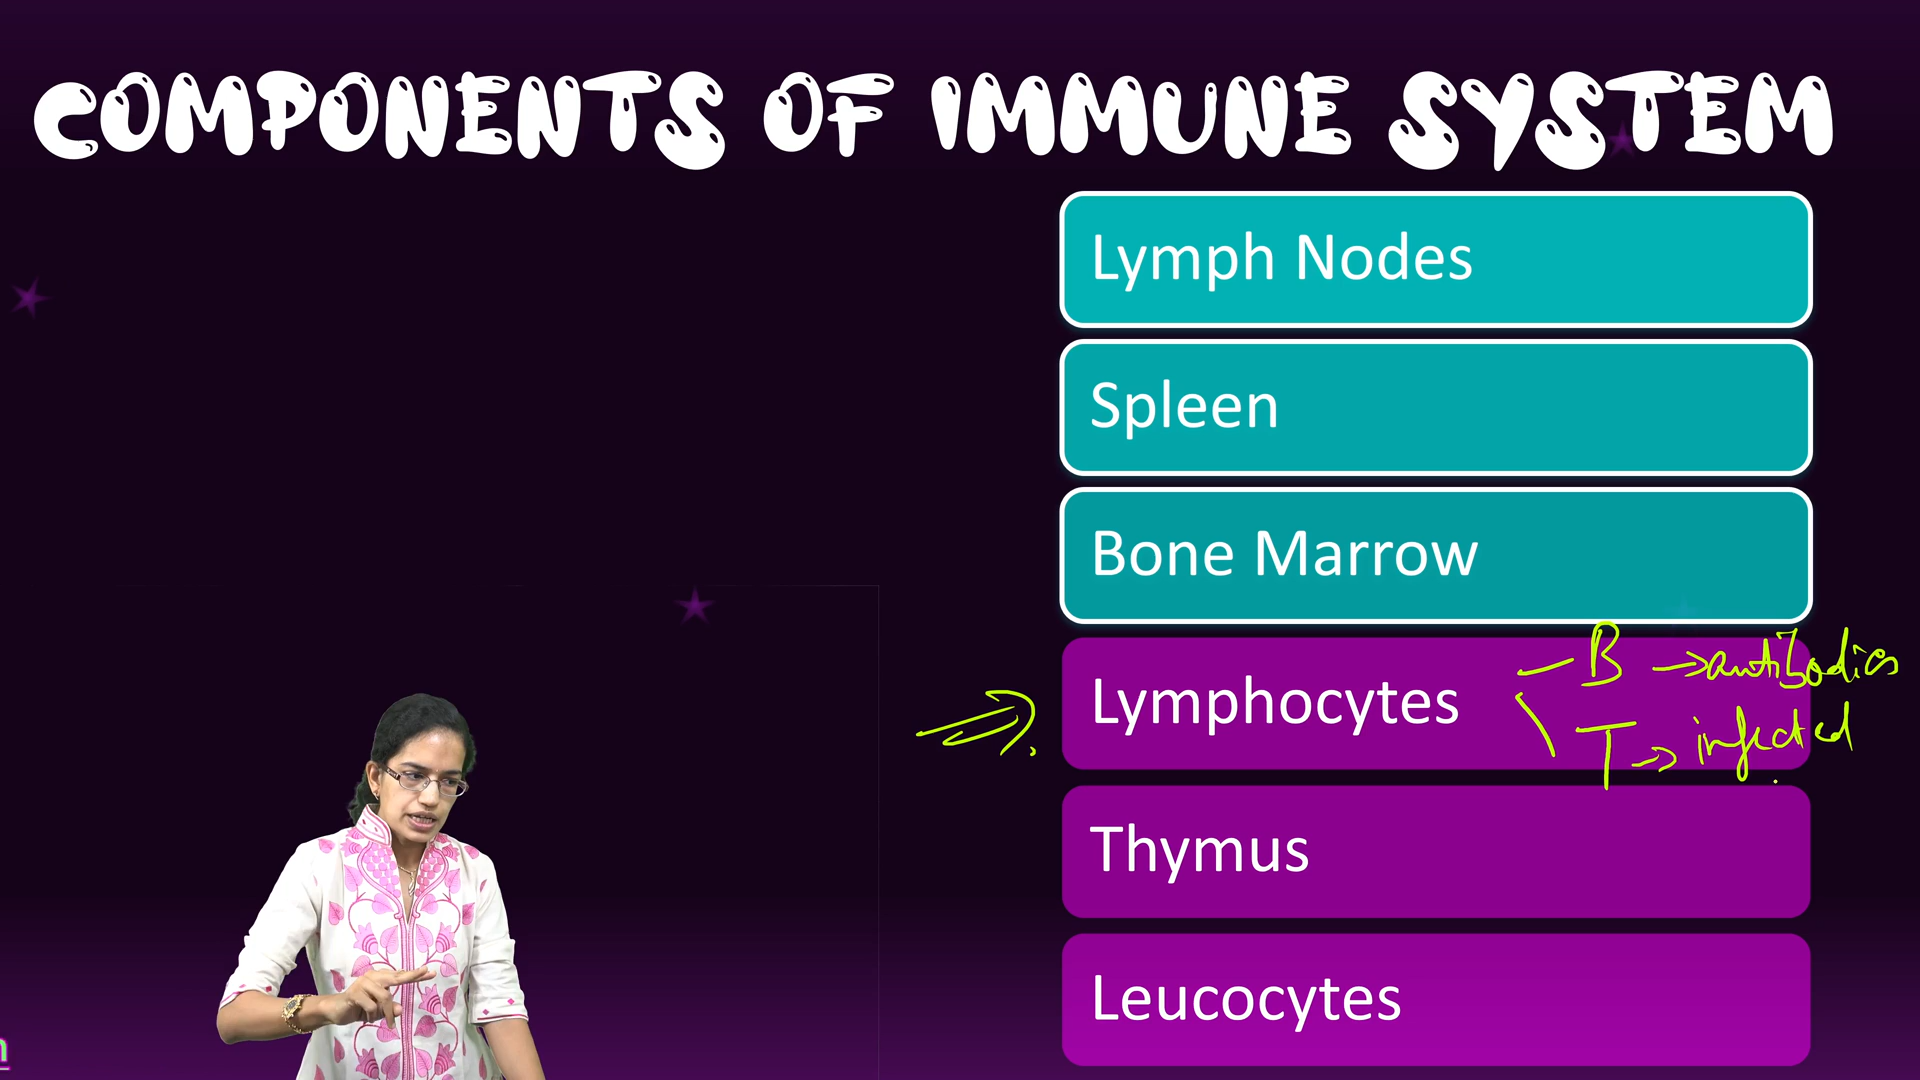 COMPONENTS OF IMMUNE SYSTEM
Lymph Nodes
Spleen
Bone Marrow
Lymphocytes
B → antibodies
T → infected
Thymus
Leucocytes